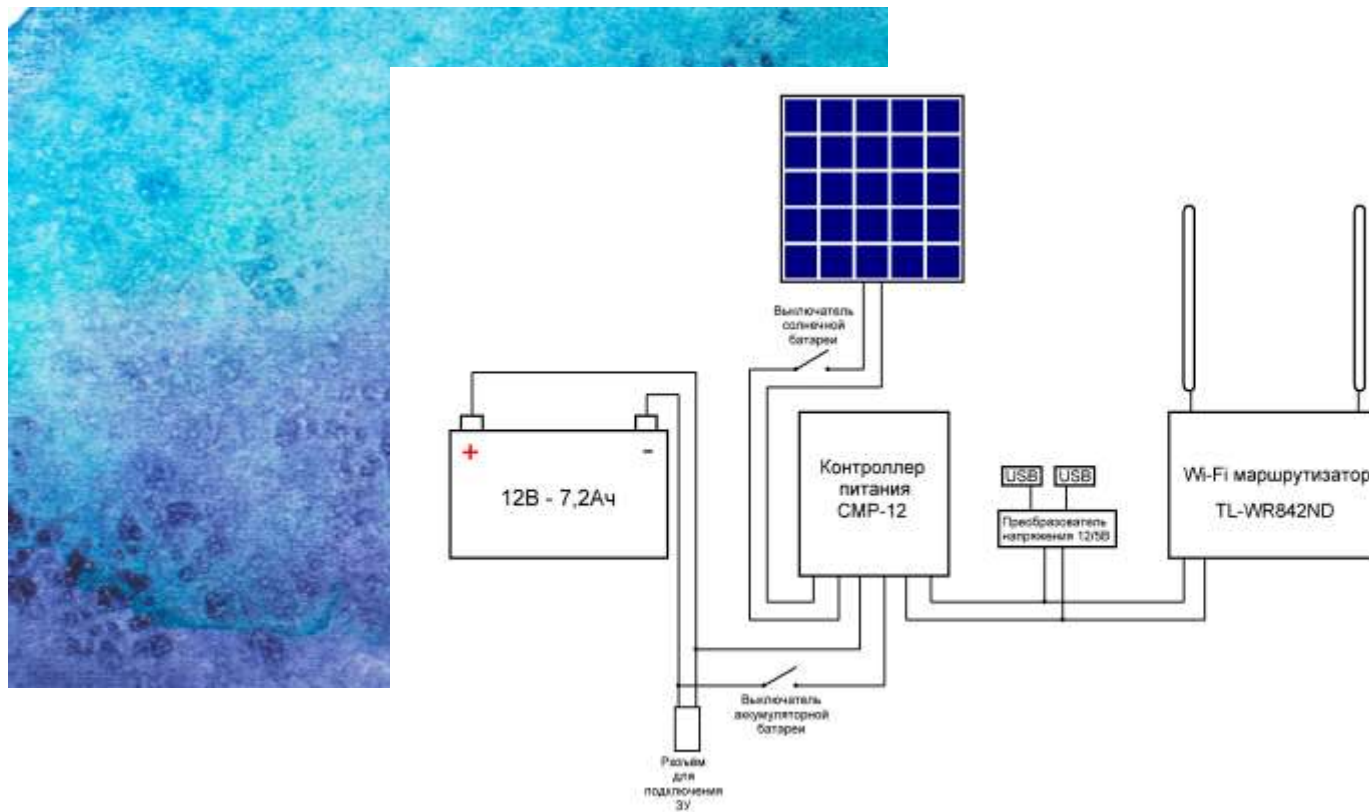 Выключатель
солнечной
батареи
+
-
12В - 7,2Ач
Контроллер
питания
СМР-12
USB USB
Преобразователь
напряжения 12/5В
Wi-Fi маршрутизатор
TL-WR842ND
Выключатель
аккумуляторной
батареи
Разъём
для
подключения
ЗУ